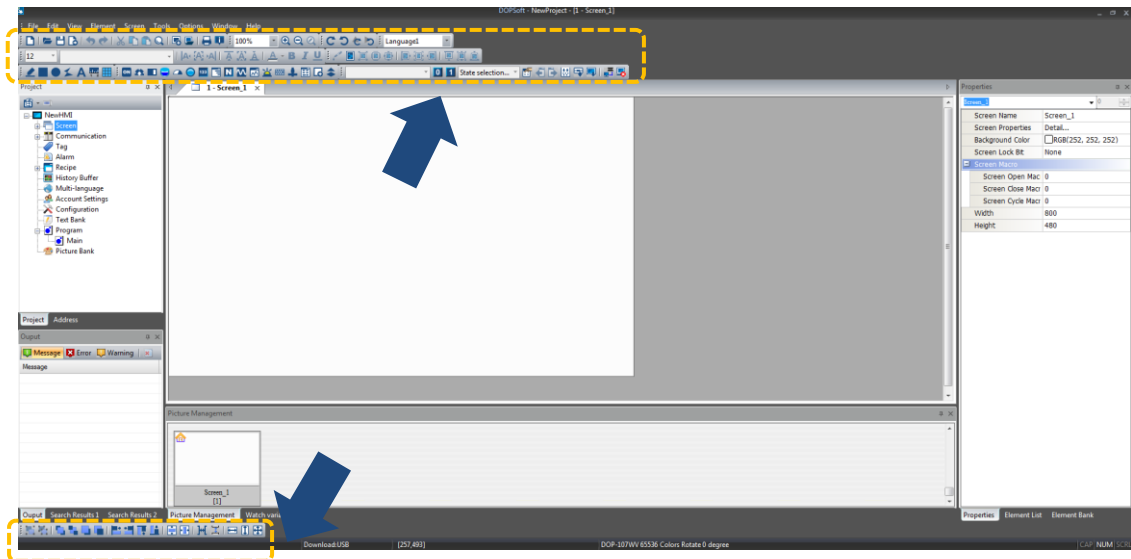 DOPSoft - NewProject - [1 - Screen_1]
File Edit View Element Screen Tools Options Window Help
100%
Language1
12
A B I U
0 1 State selection...
Project
1 - Screen_1
NewHMI
Screen
Communication
Tag
Alarm
Recipe
History Buffer
Multi-language
Account Settings
Configuration
Text Bank
Program
Main
Picture Bank
Project Address
Ouput
Message Error Warning
Message
Picture Management
Screen_1
[1]
Ouput Search Results 1 Search Results 2 Picture Management Watch
Properties
Screen_1
Screen Name Screen_1
Screen Properties Detail...
Background Color RGB(252, 252, 252)
Screen Lock Bit None
Screen Macro
Screen Open Mac 0
Screen Close Macr 0
Screen Cycle Macr 0
Width 800
Height 480
Properties Element List Element Bank
Download:USB [257,493] DOP-107WV 65536 Colors Rotate 0 degree CAP NUM SCRL